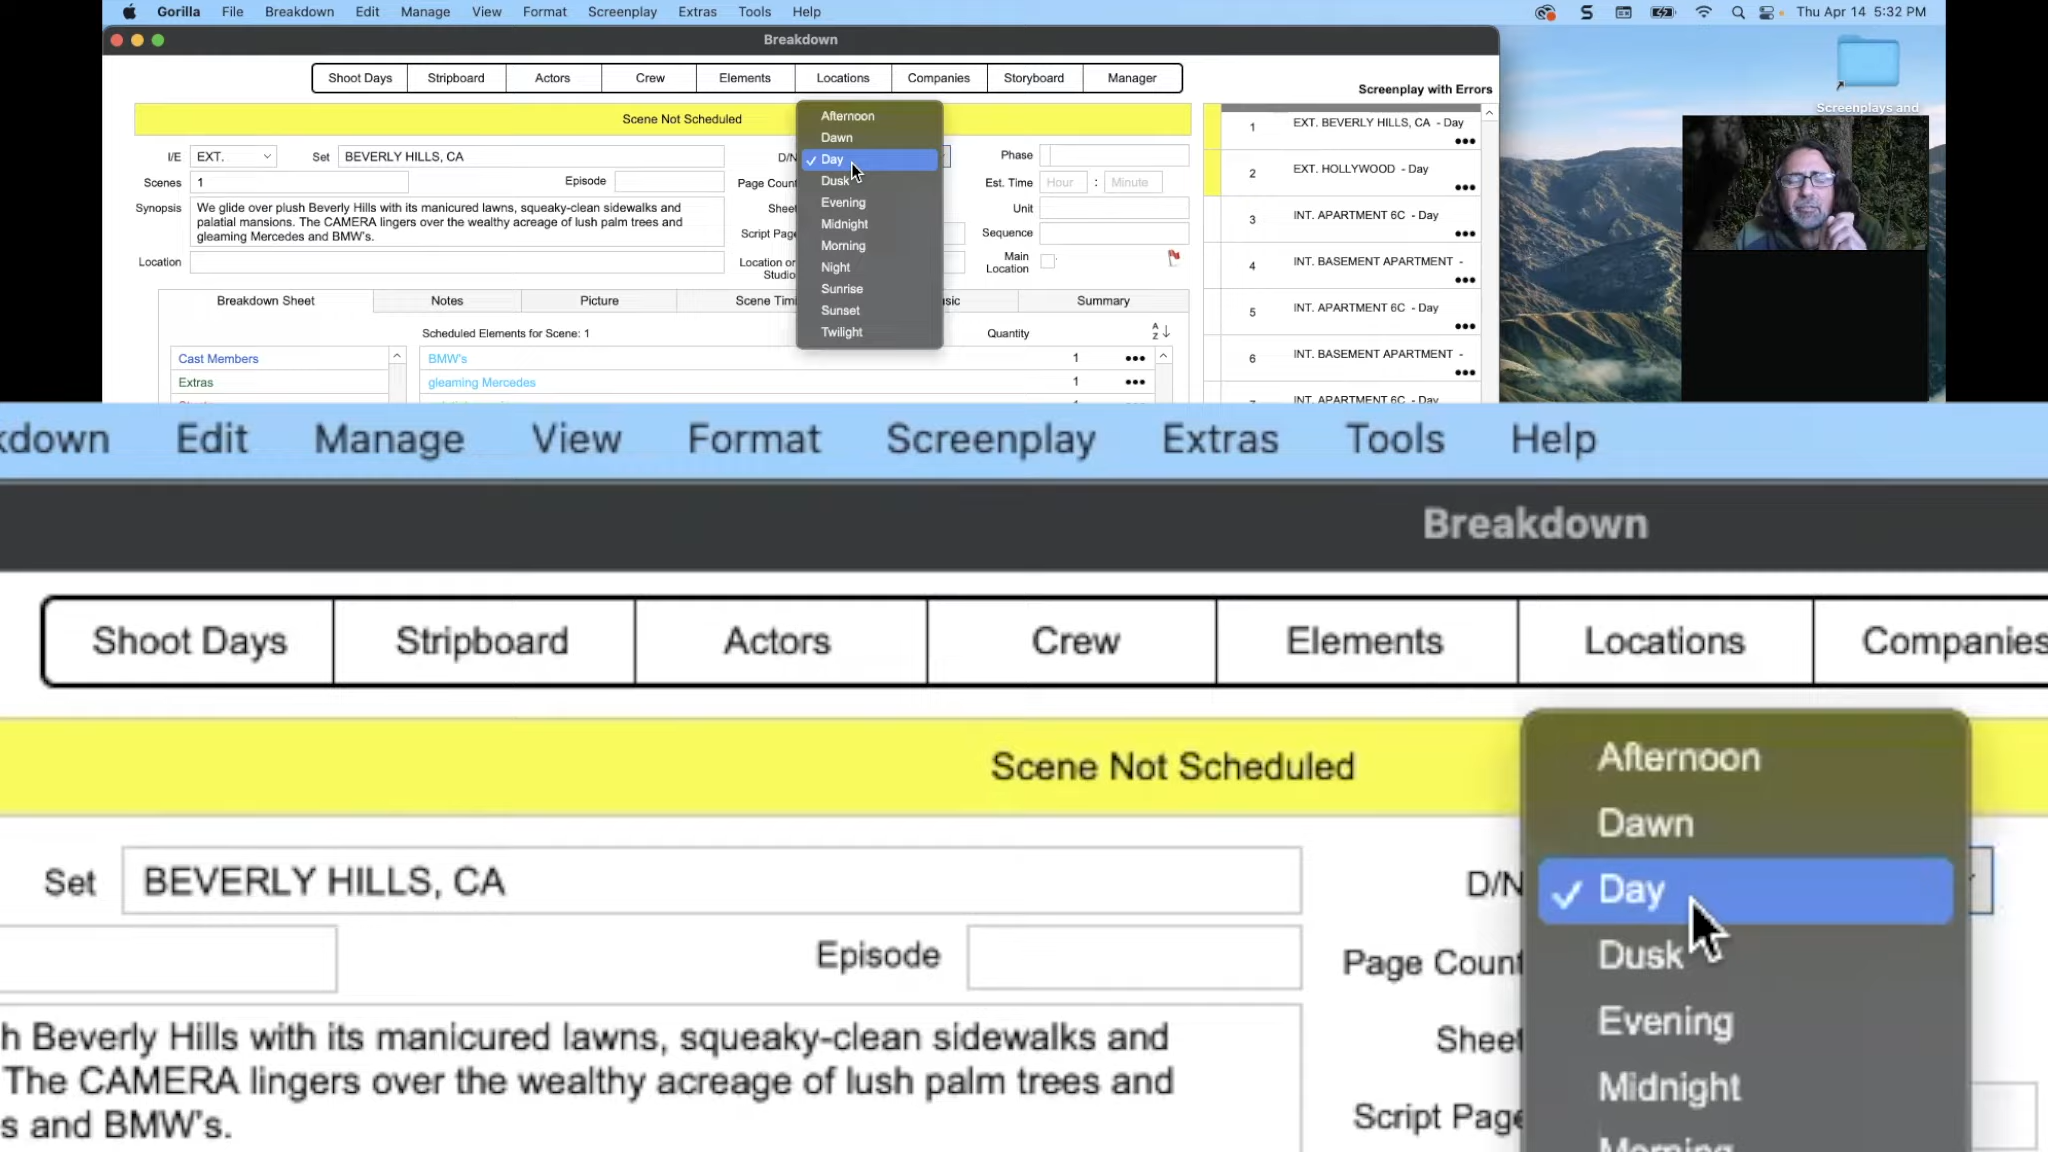 Gorilla File Breakdown Edit Manage View Format Screenplay Extras Tools Help S Thu Apr 14 5:32 PM
Breakdown
Shoot Days Stripboard Actors Crew Elements Locations Companies Storyboard Manager
Screenplay with Errors
Screenplays and
Scene Not Scheduled
I/E EXT. Set BEVERLY HILLS, CA D/N Phase
Scenes 1 Episode Page Count Est. Time Hour : Minute
Synopsis We glide over plush Beverly Hills with its manicured lawns, squeaky-clean sidewalks and
palatial mansions. The CAMERA lingers over the wealthy acreage of lush palm trees and
gleaming Mercedes and BMW's.
Sheet Unit
Script Page Sequence
Location Location or
Studio
Main
Location
Afternoon
Dawn
✓ Day
Dusk
Evening
Midnight
Morning
Night
Sunrise
Sunset
Twilight
Breakdown Sheet Notes Picture Scene Timi sic Summary
Scheduled Elements for Scene: 1 Quantity A Z
Cast Members BMW's 1 •••
Extras gleaming Mercedes 1 •••
1 EXT. BEVERLY HILLS, CA - Day •••
2 EXT. HOLLYWOOD - Day •••
3 INT. APARTMENT 6C - Day •••
4 INT. BASEMENT APARTMENT - •••
5 INT. APARTMENT 6C - Day •••
6 INT. BASEMENT APARTMENT - •••
INT. APARTMENT 6C - Day
kdown Edit Manage View Format Screenplay Extras Tools Help
Breakdown
Shoot Days Stripboard Actors Crew Elements Locations Companies
Scene Not Scheduled
Set BEVERLY HILLS, CA D/N
Episode Page Count
h Beverly Hills with its manicured lawns, squeaky-clean sidewalks and
The CAMERA lingers over the wealthy acreage of lush palm trees and
s and BMW's.
Sheet
Script Page
Afternoon
Dawn
✓ Day
Dusk
Evening
Midnight
Morning